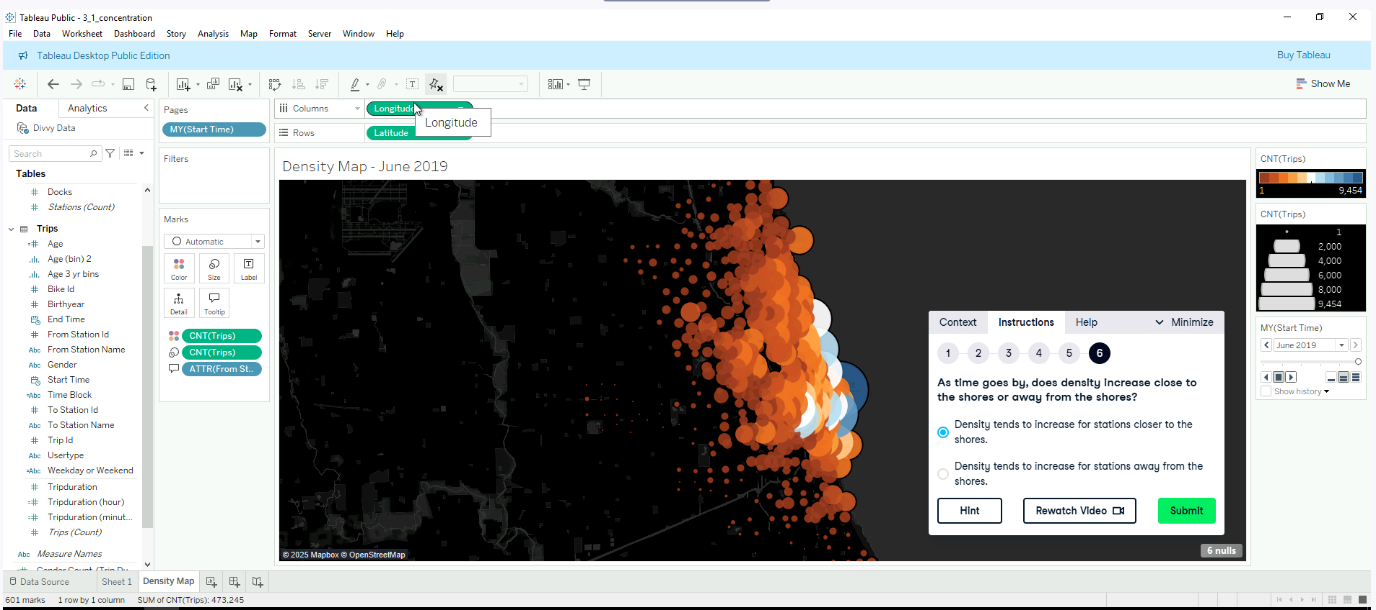 Tableau Public - 3_1_concentration
File Data Worksheet Dashboard Story Analysis Map Format Server Window Help
Tableau Desktop Public Edition
Buy Tableau
Show Me
Data Analytics
Divvy Data
Search
Tables
Docks
Stations (Count)
Trips
Age
Age (bin) 2
Age 3 yr bins
Bike Id
Birthyear
End Time
From Station Id
From Station Name
Gender
Start Time
Time Block
To Station Id
To Station Name
Trip Id
Usertype
Weekday or Weekend
Tripduration
Tripduration (hour)
Tripduration (minut...
Trips (Count)
Abc Measure Names
Pages
MY(Start Time)
Filters
Marks
Automatic
Color Size Label
Detail Tooltip
CNT(Trips)
CNT(Trips)
ATTR(From St..
Columns
Longitude
Longitude
Rows
Latitude
Density Map - June 2019
© 2025 Mapbox © OpenStreetMap
6 nulls
Context Instructions Help Minimize
1 2 3 4 5 6
As time goes by, does density increase close to
the shores or away from the shores?
Density tends to increase for stations closer to the
shores.
Density tends to increase for stations away from the
shores.
Hint Rewatch Video Submit
CNT(Trips)
1 9,454
CNT(Trips)
1
2,000
4,000
6,000
8,000
9,454
MY(Start Time)
June 2019
Show history
Data Source Sheet 1 Density Map
601 marks 1 row by 1 column SUM of CNT(Trips): 473,245